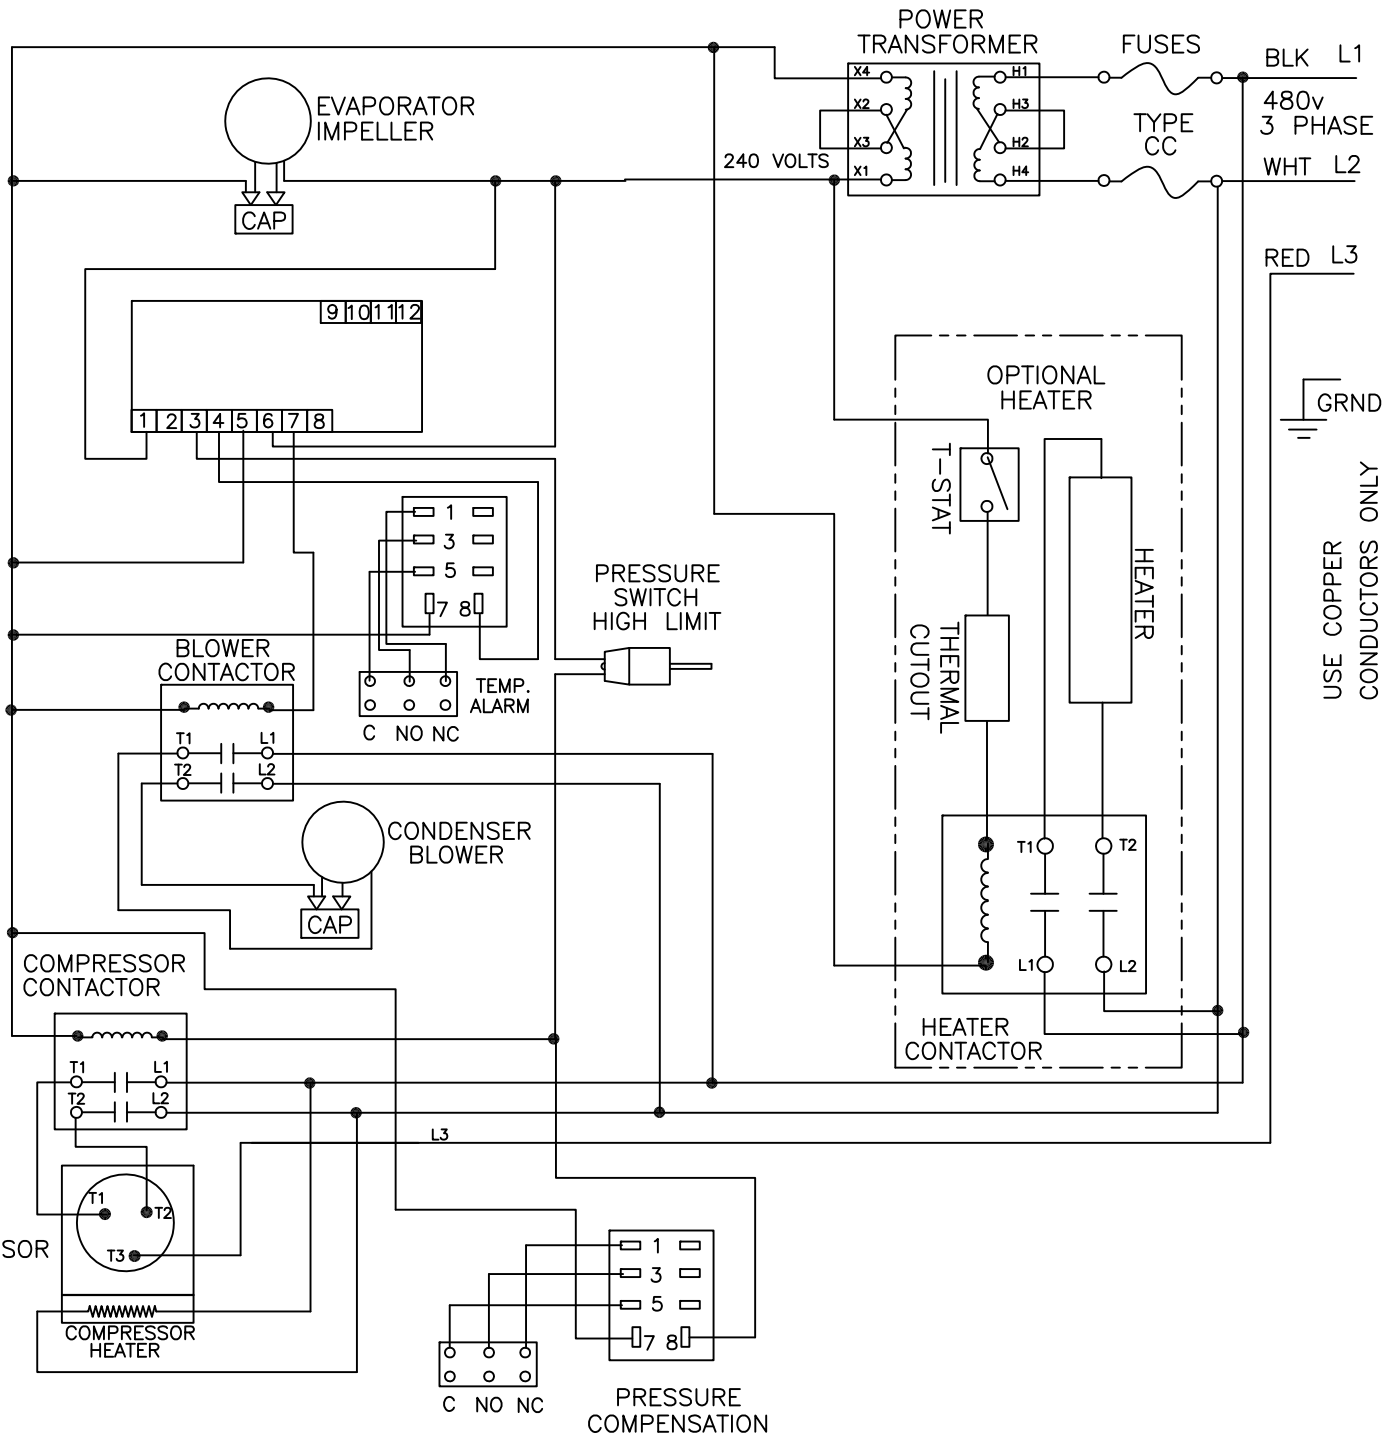 POWER
TRANSFORMER
FUSES
BLK L1
480v
3 PHASE
X4
H1
X2
H3
TYPE
CC
X3
H2
240 VOLTS
X1
H4
WHT L2
EVAPORATOR
IMPELLER
CAP
RED L3
9 10 11 12
1 2 3 4 5 6 7 8
OPTIONAL
HEATER
GRND
T-STAT
HEATER
THERMAL
CUTOUT
USE COPPER
CONDUCTORS ONLY
1
3
5
7 8
PRESSURE
SWITCH
HIGH LIMIT
BLOWER
CONTACTOR
TEMP.
ALARM
C NO NC
T1 L1
T2 L2
CONDENSER
BLOWER
CAP
T1 T2
L1 L2
HEATER
CONTACTOR
COMPRESSOR
CONTACTOR
T1 L1
T2 L2
L3
T1
T2
T3
SOR
COMPRESSOR
HEATER
1
3
5
7 8
C NO NC
PRESSURE
COMPENSATION